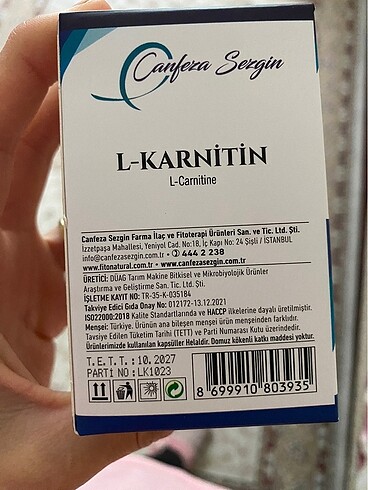 Canfeza Sezgin
L-KARNİTİN
L-Carnitine
Canfeza Sezgin Farma İlaç ve Fitoterapi Ürünleri San. ve Tic. Ltd. Şti.
İzzetpaşa Mahallesi, Yeniyol Cad. No:18, İç Kapı No: 24 Şişli / İSTANBUL
info@canfezasezgin.com.tr • 444 2 238
www.fitonatural.com.tr • www.canfezasezgin.com.tr
ÜRETİCİ: DÜAG Tarım Makine Bitkisel ve Mikrobiyolojik Ürünler
Araştırma ve Geliştirme San. Tic. Ltd. Şti.
İŞLETME KAYIT NO: TR-35-K-035184
Takviye Edici Gıda Onay No: 012172-13.12.2021
ISO22000:2018 Kalite Standartlarında ve HACCP ilkelerine dayalı üretilmiştir.
Menşei: Türkiye. Ürünün ana bileşen menşei ürün menşeinden farklıdır.
Tavsiye Edilen Tüketim Tarihi (TETT) ve Parti Numarası Kutu üzerindedir.
Ürünlerimizde kullanılan kapsüller Helaldir. Domuz kökenli katkı maddesi yoktur.
T.E.T.T.: 10.2027
PARTİ NO: LK1023
8 699910 803935